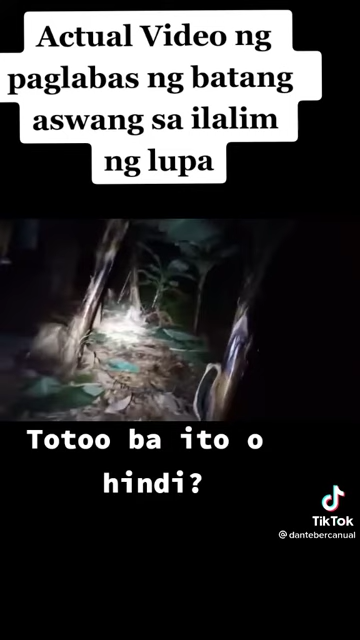 Actual Video ng
paglabas ng batang
aswang sa ilalim
ng lupa
Totoo ba ito o
hindi?
TikTok
@dantebercanual